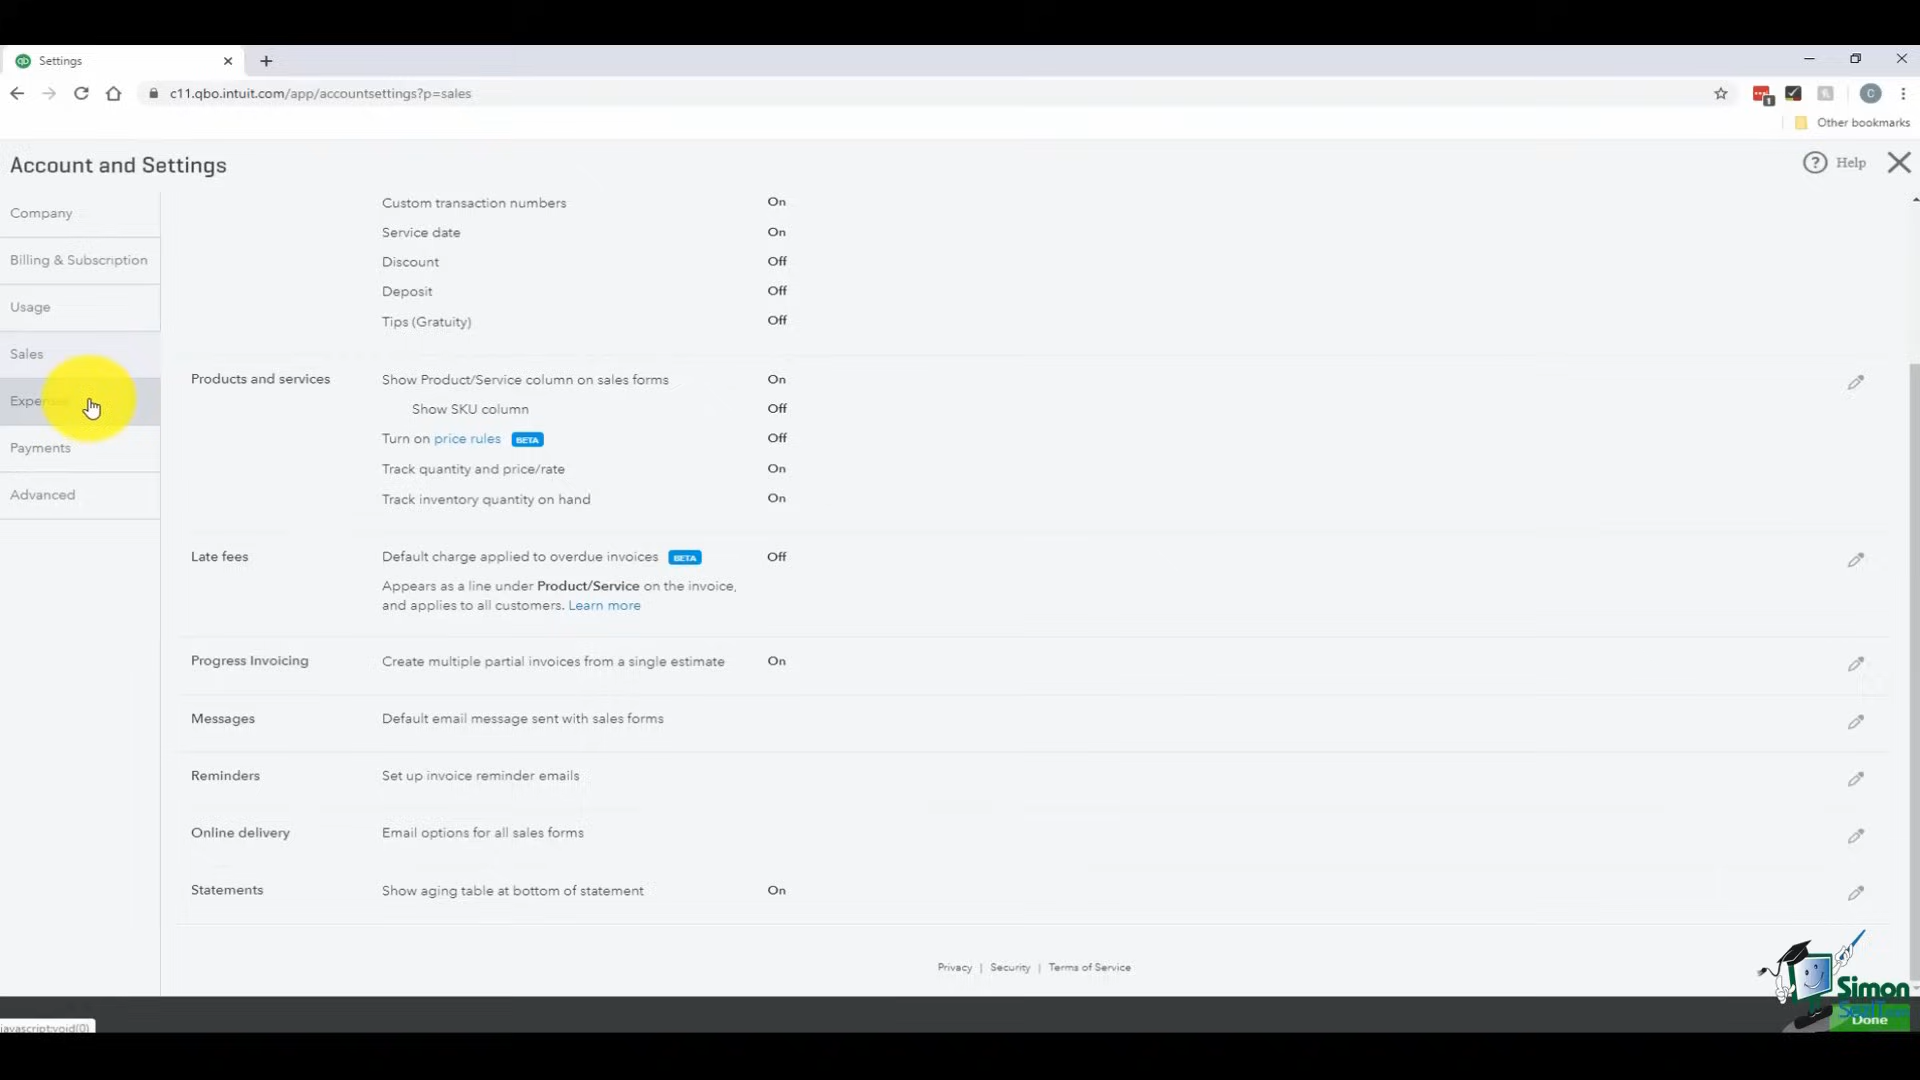 Settings
c11.qbo.intuit.com/app/accountsettings?p=sales
1
C
Other bookmarks
Account and Settings
? Help
Company
Billing & Subscription
Usage
Sales
Expenses
Payments
Advanced
Custom transaction numbers On
Service date On
Discount Off
Deposit Off
Tips (Gratuity) Off
Products and services Show Product/Service column on sales forms On
Show SKU column Off
Turn on price rules BETA Off
Track quantity and price/rate On
Track inventory quantity on hand On
Late fees Default charge applied to overdue invoices BETA Off
Appears as a line under Product/Service on the invoice,
and applies to all customers. Learn more
Progress Invoicing Create multiple partial invoices from a single estimate On
Messages Default email message sent with sales forms
Reminders Set up invoice reminder emails
Online delivery Email options for all sales forms
Statements Show aging table at bottom of statement On
Privacy | Security | Terms of Service
Simon
javascript:void(0)
Done